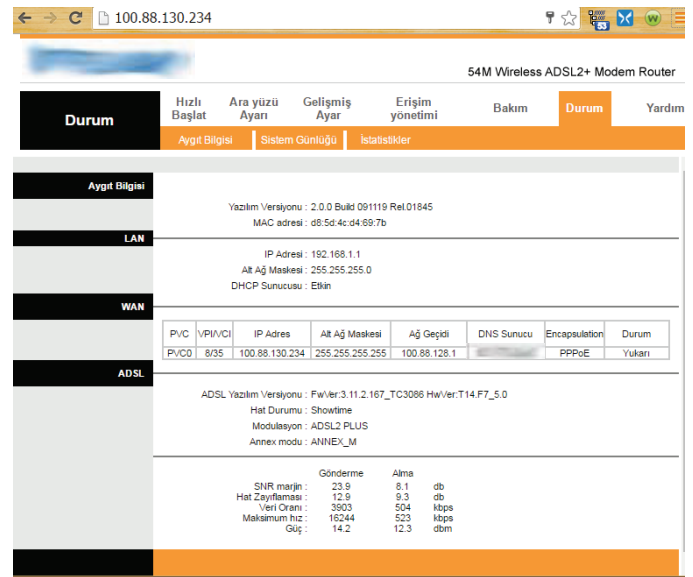 100.88.130.234
53
54M Wireless ADSL2+ Modem Router
Durum
Hızlı Başlat
Ara yüzü Ayarı
Gelişmiş Ayar
Erişim yönetimi
Bakım
Durum
Yardım
Aygıt Bilgisi
Sistem Günlüğü
İstatistikler
Aygıt Bilgisi
Yazılım Versiyonu : 2.0.0 Build 091119 Rel.01845
MAC adresi : d8:5d:4c:d4:69:7b
LAN
IP Adresi : 192.168.1.1
Alt Ağ Maskesi : 255.255.255.0
DHCP Sunucusu : Etkin
WAN
PVC VPI/VCI IP Adres Alt Ağ Maskesi Ağ Geçidi DNS Sunucu Encapsulation Durum
PVC0 8/35 100.88.130.234 255.255.255.255 100.88.128.1 PPPoE Yukarı
ADSL
ADSL Yazılım Versiyonu : FwVer:3.11.2.167_TC3086 HwVer:T14.F7_5.0
Hat Durumu : Showtime
Modulasyon : ADSL2 PLUS
Annex modu : ANNEX_M
Gönderme Alma
SNR marjin : 23.9 8.1 db
Hat Zayıflaması : 12.9 9.3 db
Veri Oranı : 3903 504 kbps
Maksimum hız : 16244 523 kbps
Güç : 14.2 12.3 dbm